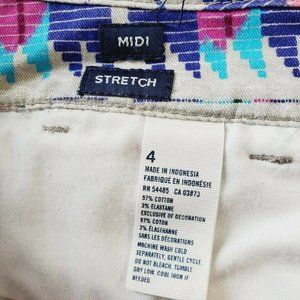 MIDI
STRETCH
4
MADE IN INDONESIA
FABRIQUÉ EN INDONÉSIE
RN 54485 CA 03873
97% COTTON
3% ELASTANE
EXCLUSIVE OF DECORATION
97% COTON
3% ÉLASTHANNE
SANS LES DÉCORATIONS
MACHINE WASH COLD
SEPARATELY, GENTLE CYCLE.
DO NOT BLEACH. TUMBLE
DRY LOW. COOL IRON IF
NEEDED.